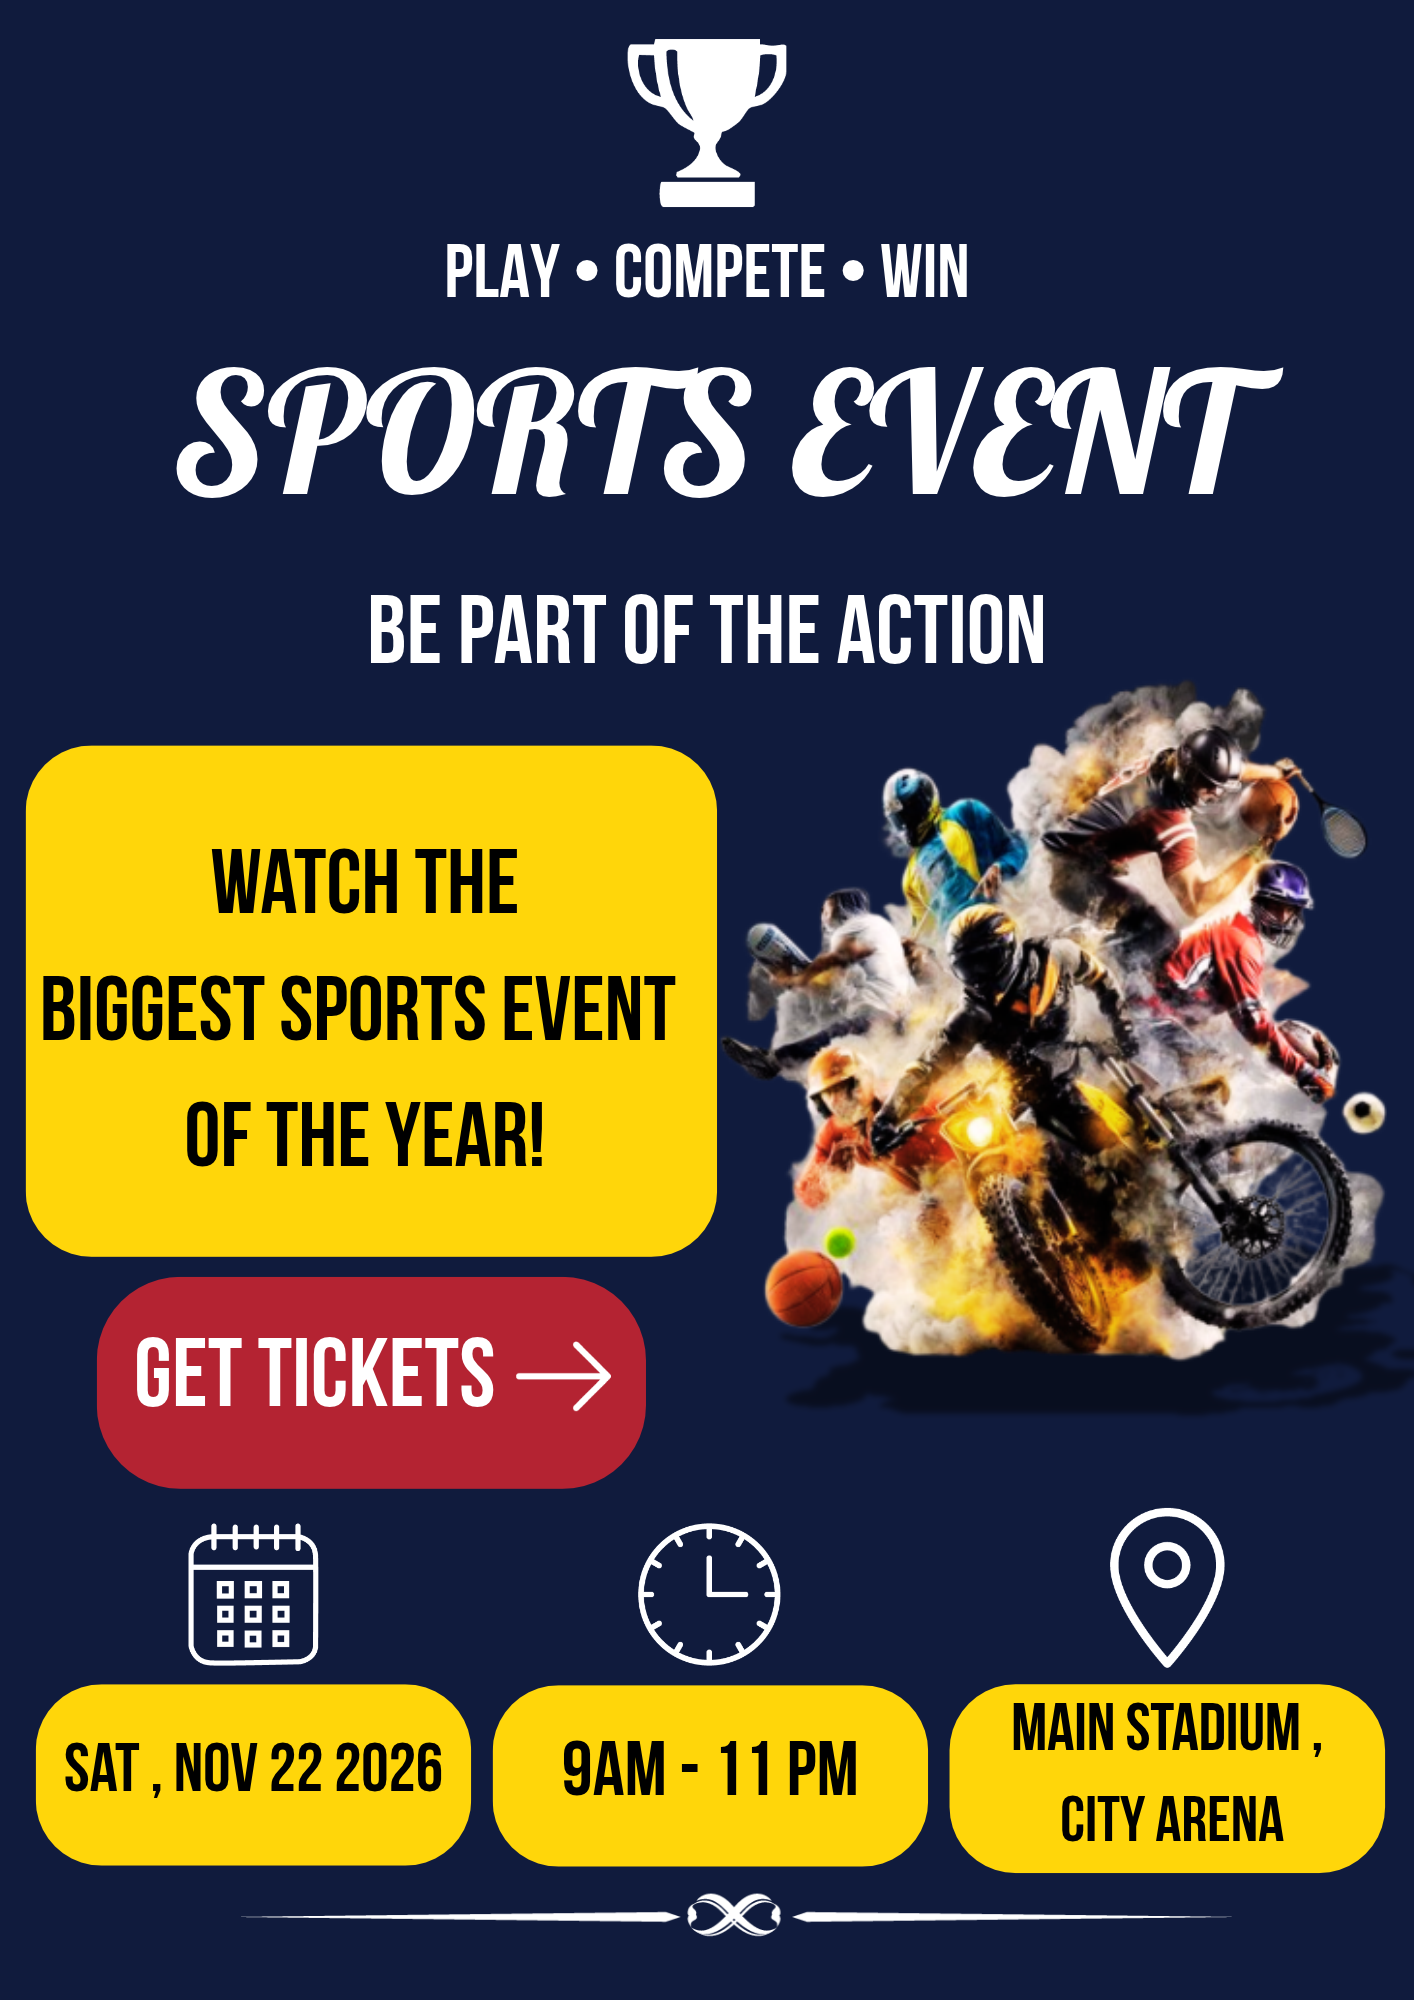 PLAY • COMPETE • WIN
SPORTS EVENT
BE PART OF THE ACTION
WATCH THE
BIGGEST SPORTS EVENT
OF THE YEAR!
GET TICKETS
SAT , NOV 22 2026
9AM - 11 PM
MAIN STADIUM ,
CITY ARENA